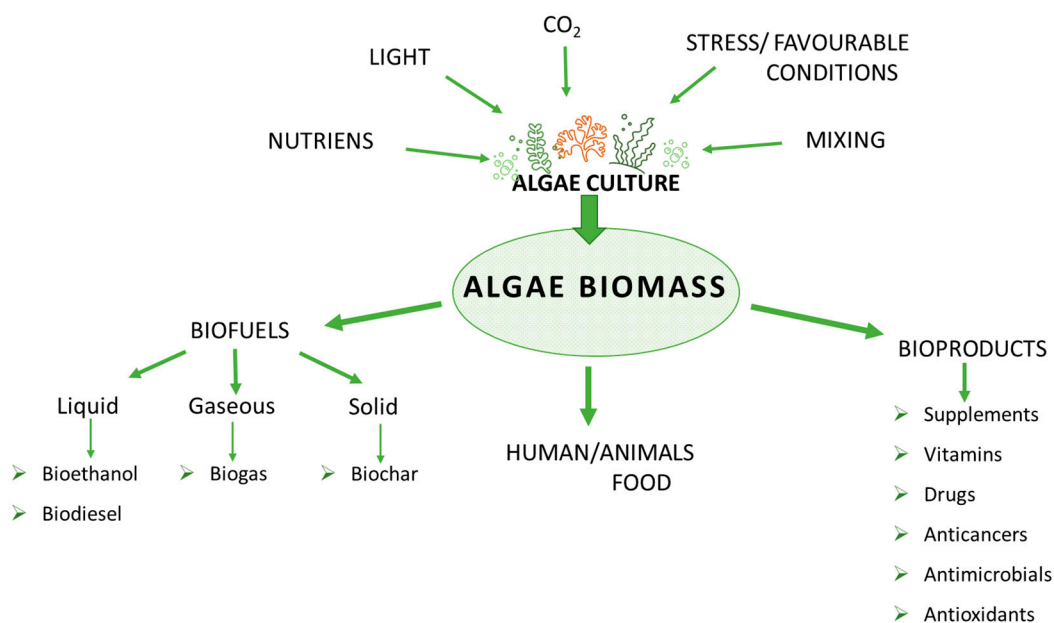 CO2
LIGHT
STRESS/ FAVOURABLE
CONDITIONS
NUTRIENS
MIXING
ALGAE CULTURE
ALGAE BIOMASS
BIOFUELS
BIOPRODUCTS
Liquid
Gaseous
Solid
Bioethanol
Biodiesel
Biogas
Biochar
HUMAN/ANIMALS
FOOD
Supplements
Vitamins
Drugs
Anticancers
Antimicrobials
Antioxidants